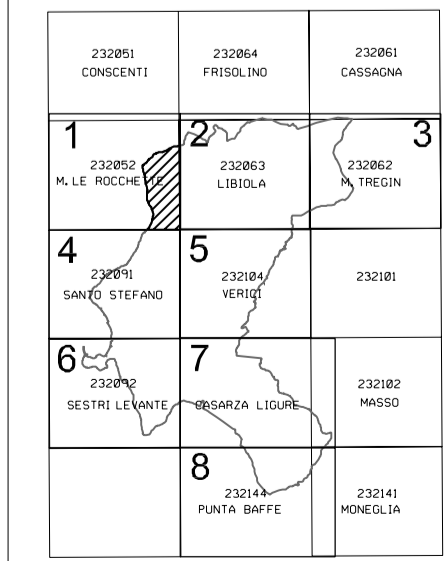 232051
CONSCENTI
232064
FRISOLINO
232061
CASSAGNA
1
232052
M. LE ROCCHETTE
2
232063
LIBIOLA
3
232062
M. TREGIN
4
232091
SANTO STEFANO
5
232104
VERICI
232101
6
232092
SESTRI LEVANTE
7
CASARZA LIGURE
232102
MASSO
8
232144
PUNTA BAFFE
232141
MONEGLIA